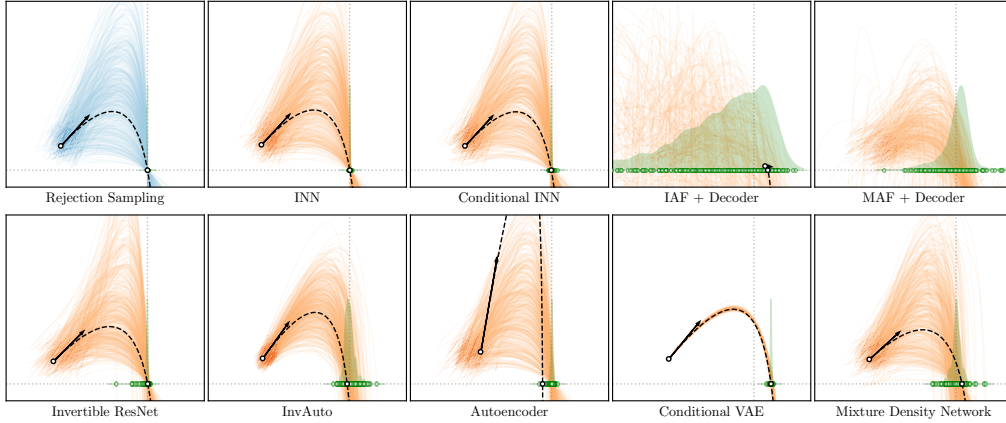 Rejection Sampling
INN
Conditional INN
IAF + Decoder
MAF + Decoder
Invertible ResNet
InvAuto
Autoencoder
Conditional VAE
Mixture Density Network